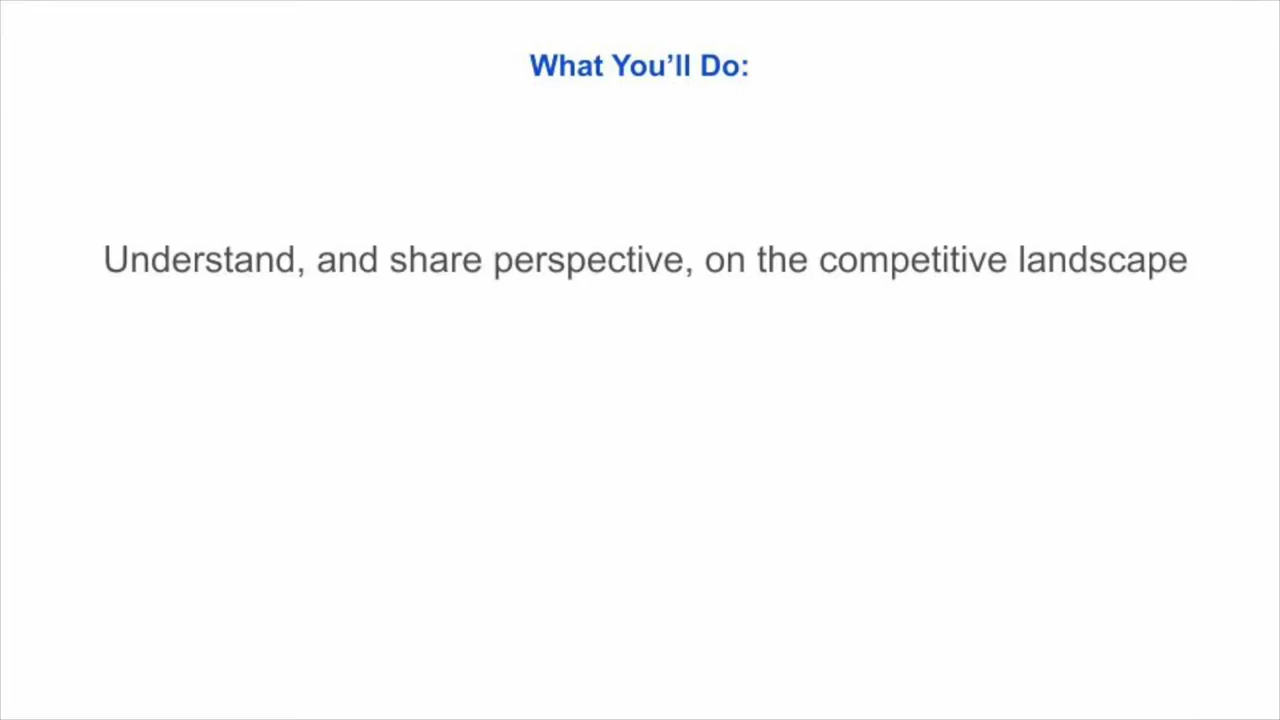 What You’ll Do:
Understand, and share perspective, on the competitive landscape